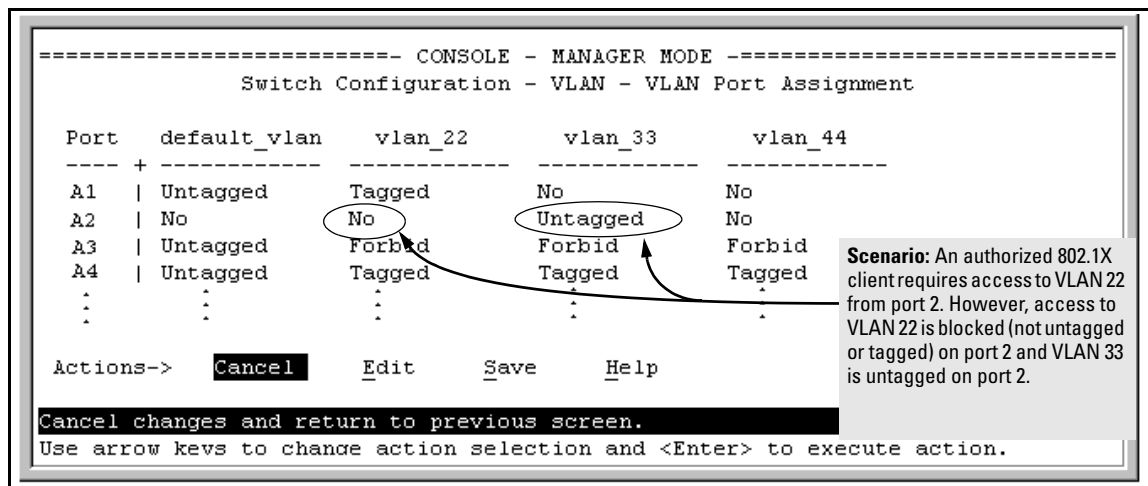 ===========================- CONSOLE - MANAGER MODE -============================
Switch Configuration - VLAN - VLAN Port Assignment
Port default_vlan vlan_22 vlan_33 vlan_44
---- + ------------ ------------ ------------ ------------
A1 | Untagged Tagged No No
A2 | No No Untagged No
A3 | Untagged Forbid Forbid Forbid
A4 | Untagged Tagged Tagged Tagged
Scenario: An authorized 802.1X
client requires access to VLAN 22
from port 2. However, access to
VLAN 22 is blocked (not untagged
or tagged) on port 2 and VLAN 33
is untagged on port 2.
Actions-> Cancel Edit Save Help
Cancel changes and return to previous screen.
Use arrow keys to change action selection and <Enter> to execute action.